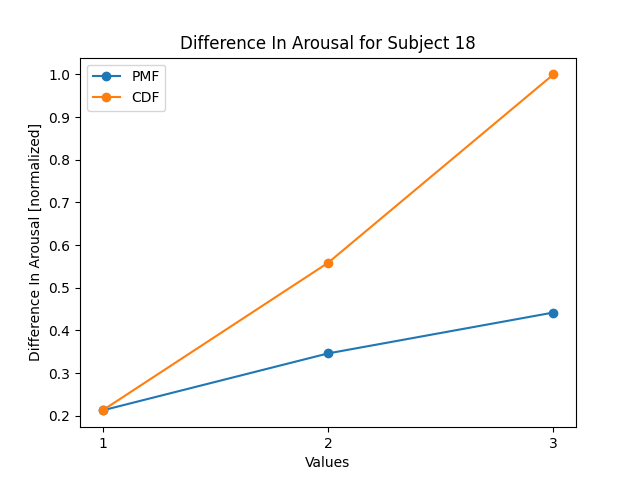 Difference In Arousal for Subject 18
PMF
CDF
Difference In Arousal [normalized]
1.0
0.9
0.8
0.7
0.6
0.5
0.4
0.3
0.2
1 2 3
Values